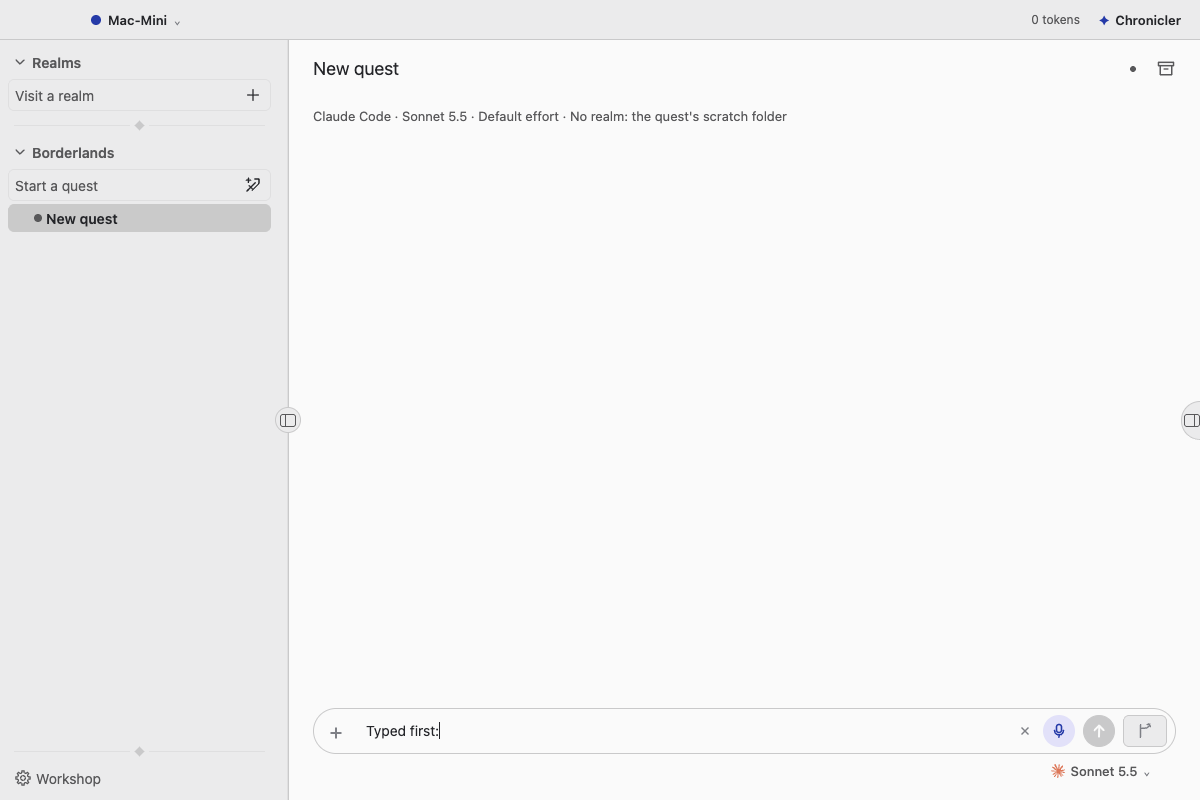 Mac-Mini
0 tokens
Chronicler
Realms
Visit a realm
Borderlands
Start a quest
New quest
Workshop
New quest
Claude Code · Sonnet 5.5 · Default effort · No realm: the quest's scratch folder
Typed first:
Sonnet 5.5